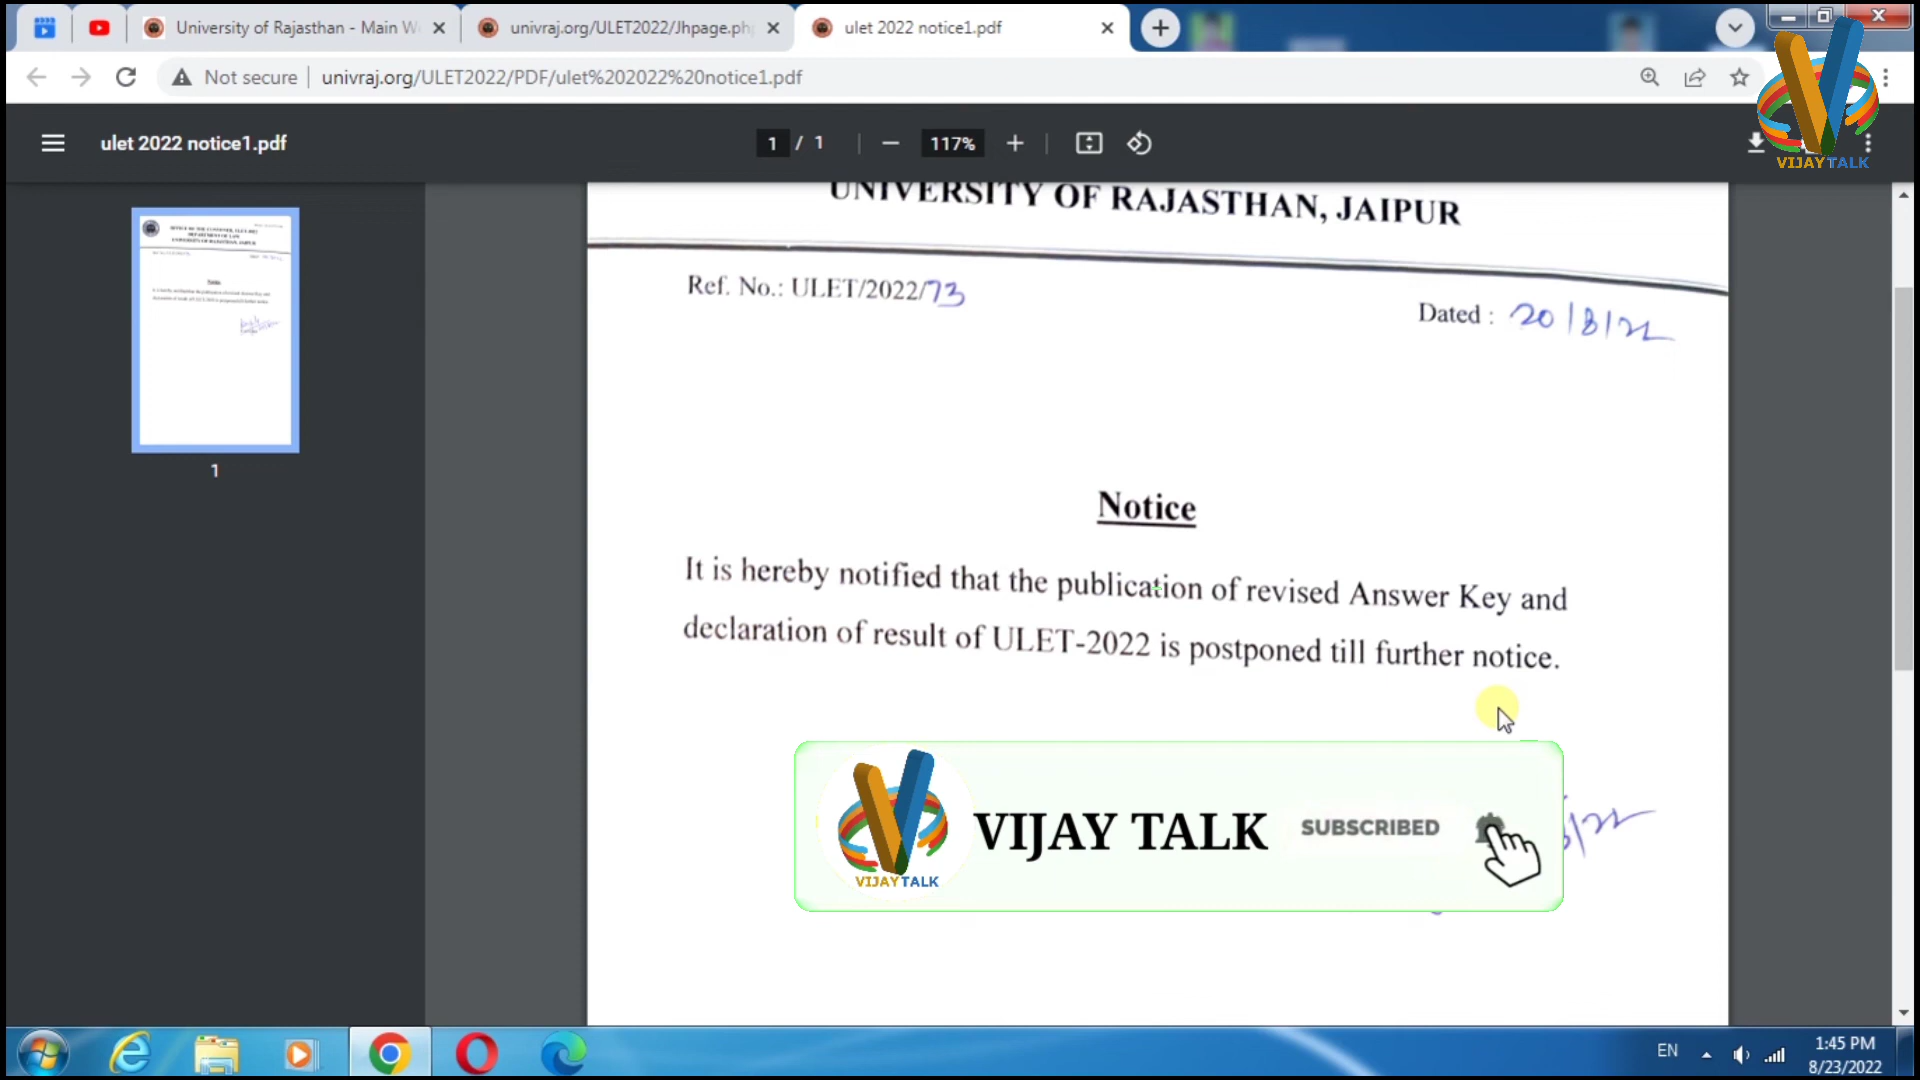 University of Rajasthan - Main W
univraj.org/ULET2022/Jhpage.php
ulet 2022 notice1.pdf
Not secure
univraj.org/ULET2022/PDF/ulet%202022%20notice1.pdf
VIJAYTALK
ulet 2022 notice1.pdf
1 / 1
117%
UNIVERSITY OF RAJASTHAN, JAIPUR
Ref. No.: ULET/2022/73
Dated : 20/8/22
Notice
It is hereby notified that the publication of revised Answer Key and
declaration of result of ULET-2022 is postponed till further notice.
1
VIJAYTALK
VIJAY TALK
SUBSCRIBED
EN
1:45 PM
8/23/2022